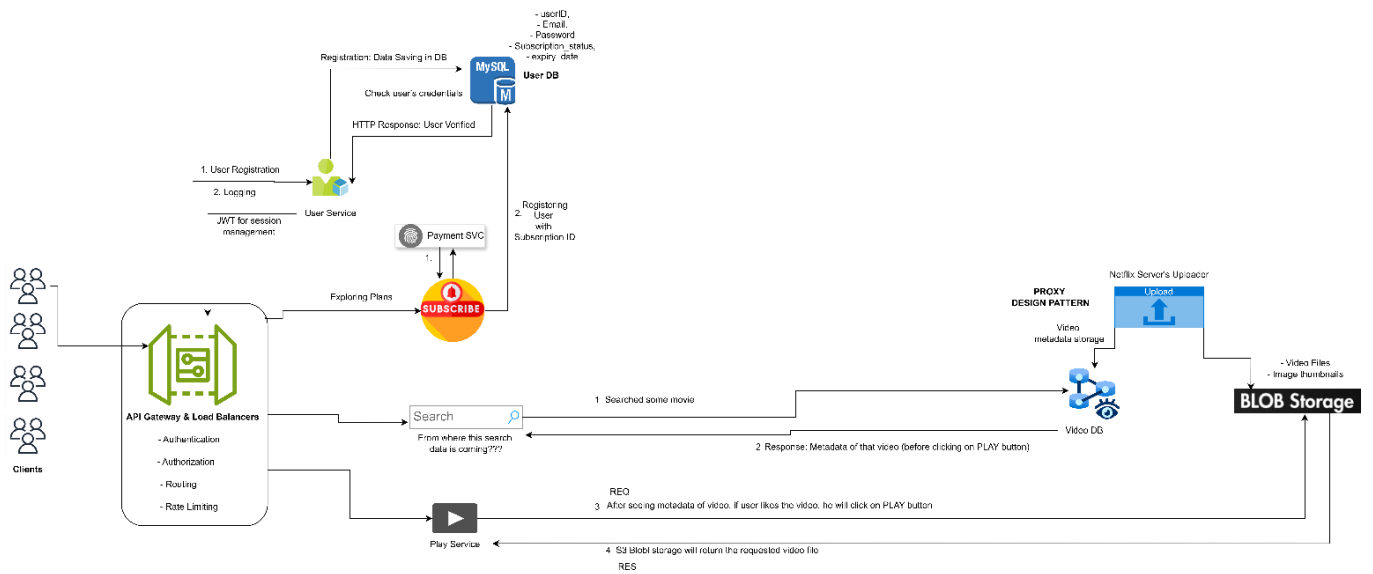 - userID,
- Email,
- Password
- Subscription_status,
- expiry_date
MySQL
M
User DB
Registration: Data Saving in DB
Check user's credentials
HTTP Response: User Verified
1. User Registration
2. Logging
JWT for session
management
User Service
2.
Registering
User
with
Subscription ID
Payment SVC
1.
SUBSCRIBE
Exploring Plans
Clients
API Gateway & Load Balancers
- Authentication
- Authorization
- Routing
- Rate Limiting
Search
From where this search
data is coming???
1 Searched some movie
2 Response: Metadata of that video (before clicking on PLAY button)
Video DB
PROXY
DESIGN PATTERN
Video
metadata storage
Netflix Server's Uploader
Upload
- Video Files
- Image thumbnails
BLOB Storage
REQ
3 After seeing metadata of video, if user likes the video, he will click on PLAY button
Play Service
4 S3 Blobl storage will return the requested video file
RES